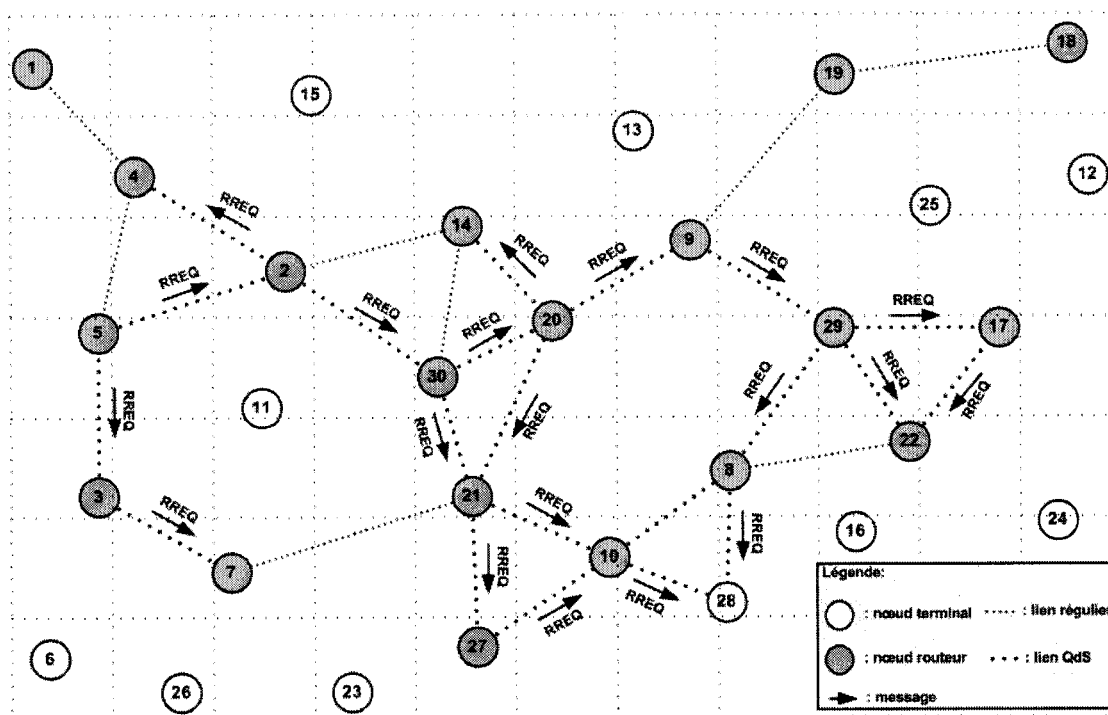 1
18
19
15
13
12
4
RREQ
25
14
9
2
RREQ
RREQ
RREQ
RREQ
RREQ
20
RREQ
29
17
5
RREQ
RREQ
30
RREQ
RREQ
RREQ
11
RREQ
RREQ
22
RREQ
8
3
21
RREQ
RREQ
RREQ
16
24
7
10
RREQ
RREQ
28
Légende:
: nœud terminal
: lien régulier
RREQ
27
6
: nœud routeur
: lien QdS
26
23
: message